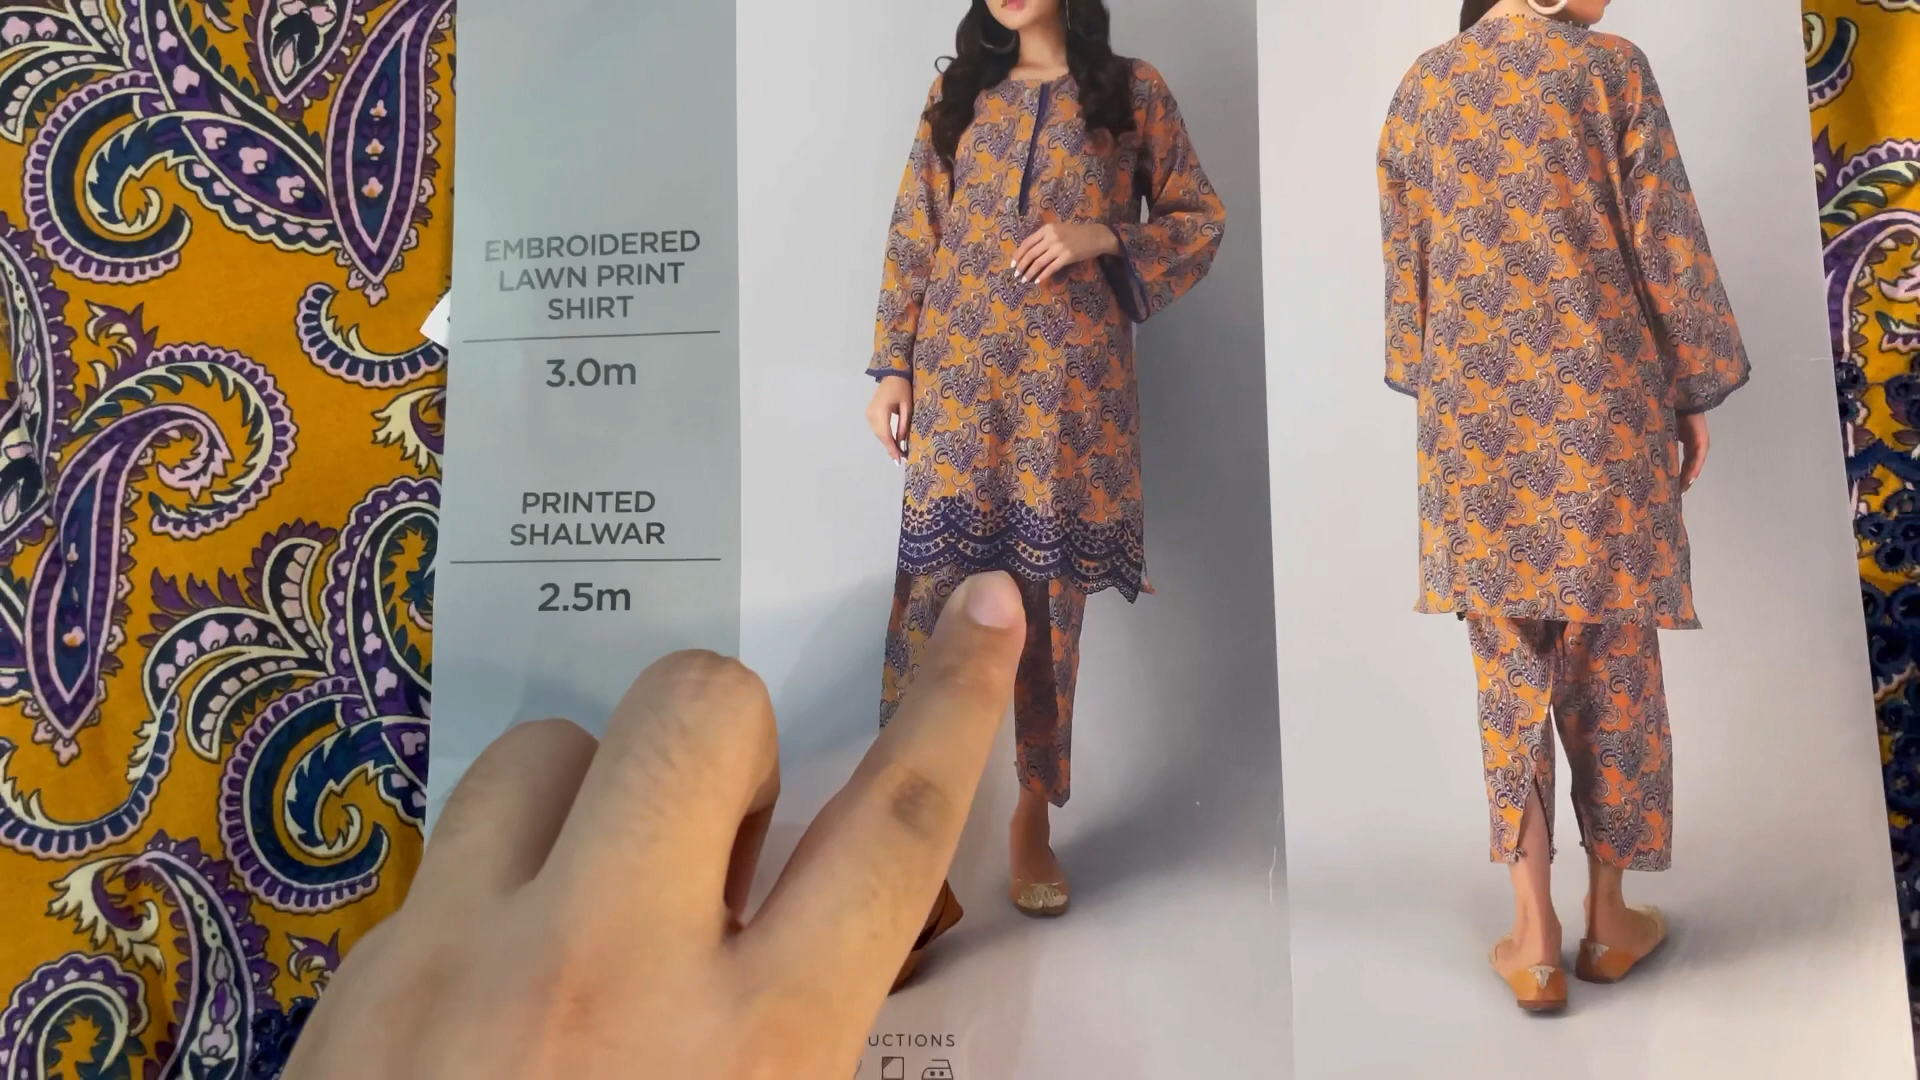 EMBROIDERED
LAWN PRINT
SHIRT
3.0m
PRINTED
SHALWAR
2.5m
UCTIONS